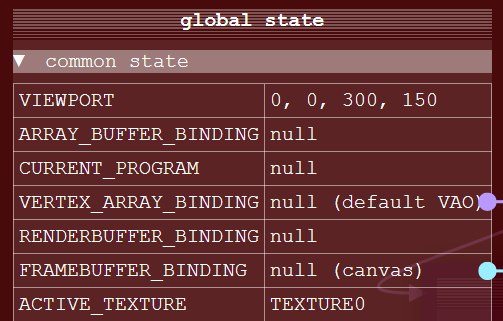 global state
▼ common state
VIEWPORT 0, 0, 300, 150
ARRAY_BUFFER_BINDING null
CURRENT_PROGRAM null
VERTEX_ARRAY_BINDING null (default VAO)
RENDERBUFFER_BINDING null
FRAMEBUFFER_BINDING null (canvas)
ACTIVE_TEXTURE TEXTURE0